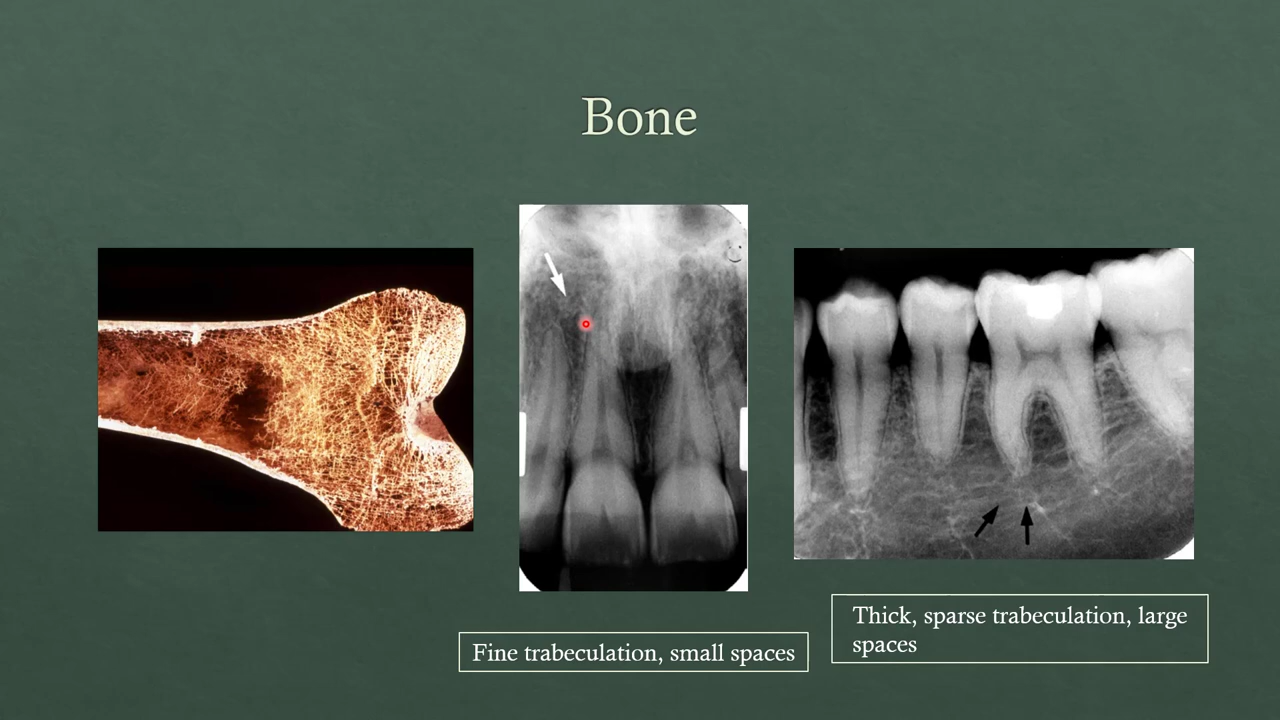 Bone
Fine trabeculation, small spaces
Thick, sparse trabeculation, large
spaces